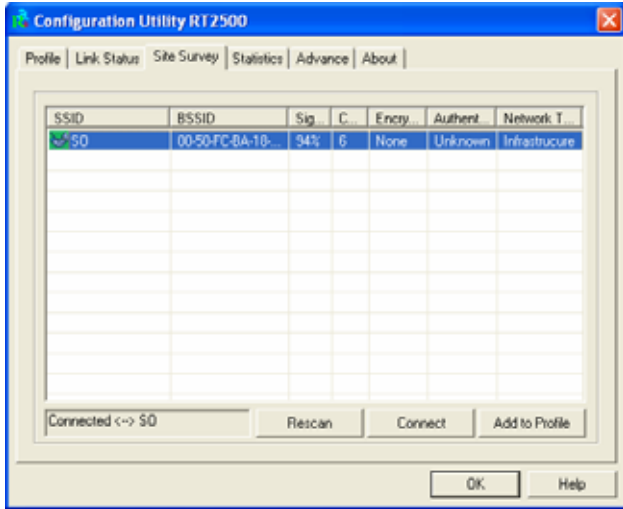 Configuration Utility RT2500
Profile Link Status Site Survey Statistics Advance About
SSID BSSID Sig... C... Encry... Authent... Network T...
SO 00-50-FC-BA-18-... 94% 6 None Unknown Infrastrucure
Connected <--> SO Rescan Connect Add to Profile
OK Help